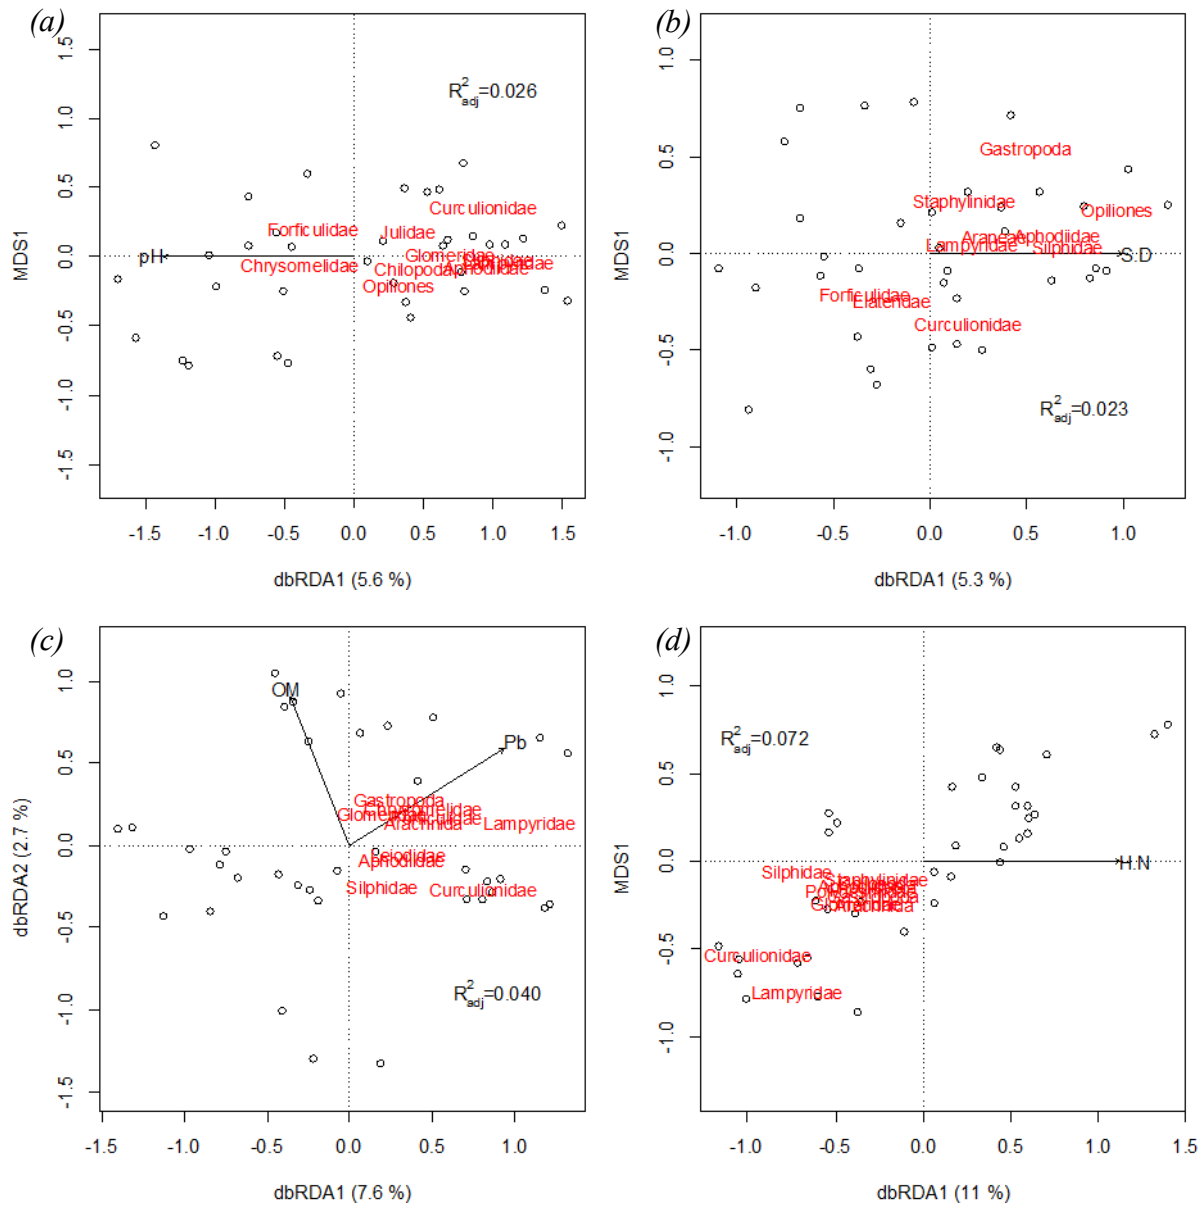 (a)
1.5
1.0
0.5
0.0
-0.5
-1.0
-1.5
MDS1
R²adj=0.026
Curculionidae
Forficulidae
Julidae
Glomeridae
pH
Chrysomelidae
Chilopoda
Aphodiidae
Opiliones
-1.5 -1.0 -0.5 0.0 0.5 1.0 1.5
dbRDA1 (5.6 %)
(b)
1.0
0.5
0.0
-0.5
-1.0
MDS1
Gastropoda
Staphylinidae
Opiliones
Araneae
Aphodiidae
Lampyridae
Silphidae
S.D
Forficulidae
Elateridae
Curculionidae
R²adj=0.023
-1.0 -0.5 0.0 0.5 1.0
dbRDA1 (5.3 %)
(c)
1.0
0.5
0.0
-0.5
-1.0
-1.5
dbRDA2 (2.7 %)
OM
Pb
Gastropoda
Chrysomelidae
Glomeridae
Arachnida
Lampyridae
Leiodidae
Aphodiidae
Silphidae
Curculionidae
R²adj=0.040
-1.5 -1.0 -0.5 0.0 0.5 1.0
dbRDA1 (7.6 %)
(d)
1.0
0.5
0.0
-0.5
-1.0
MDS1
R²adj=0.072
H.N
Silphidae
Staphylinidae
Gastropoda
Arachnida
Curculionidae
Lampyridae
-1.0 -0.5 0.0 0.5 1.0 1.5
dbRDA1 (11 %)